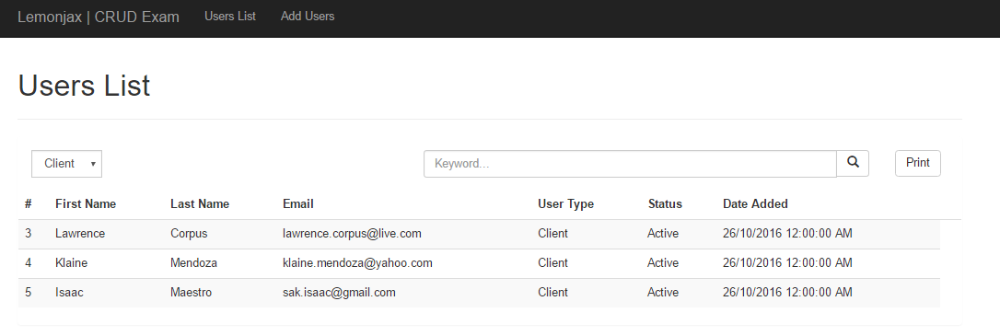 Lemonjax | CRUD Exam Users List Add Users
Users List
Client Keyword... Print
# First Name Last Name Email User Type Status Date Added
3 Lawrence Corpus lawrence.corpus@live.com Client Active 26/10/2016 12:00:00 AM
4 Klaine Mendoza klaine.mendoza@yahoo.com Client Active 26/10/2016 12:00:00 AM
5 Isaac Maestro sak.isaac@gmail.com Client Active 26/10/2016 12:00:00 AM